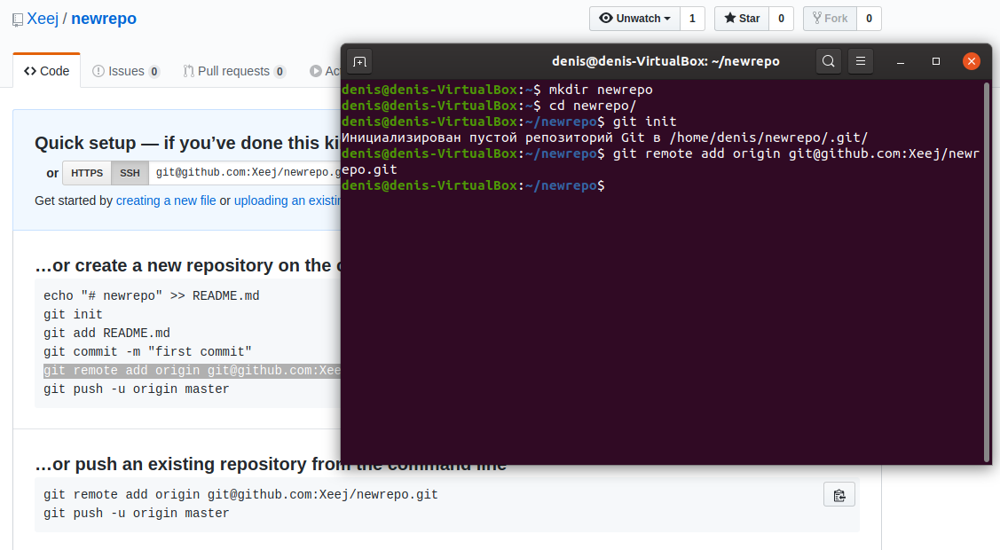 Xeej / newrepo
Unwatch 1 Star 0 Fork 0
Code Issues 0 Pull requests 0
denis@denis-VirtualBox: ~/newrepo
denis@denis-VirtualBox:~$ mkdir newrepo
denis@denis-VirtualBox:~$ cd newrepo/
denis@denis-VirtualBox:~/newrepo$ git init
Инициализирован пустой репозиторий Git в /home/denis/newrepo/.git/
denis@denis-VirtualBox:~/newrepo$ git remote add origin git@github.com:Xeej/newr
epo.git
denis@denis-VirtualBox:~/newrepo$
Quick setup — if you’ve done this
or HTTPS SSH git@github.com:Xeej/newrepo.g
Get started by creating a new file or uploading an
…or create a new repository on the
echo "# newrepo" >> README.md
git init
git add README.md
git commit -m "first commit"
git remote add origin git@github.com:Xee
git push -u origin master
…or push an existing repository from the command line
git remote add origin git@github.com:Xeej/newrepo.git
git push -u origin master